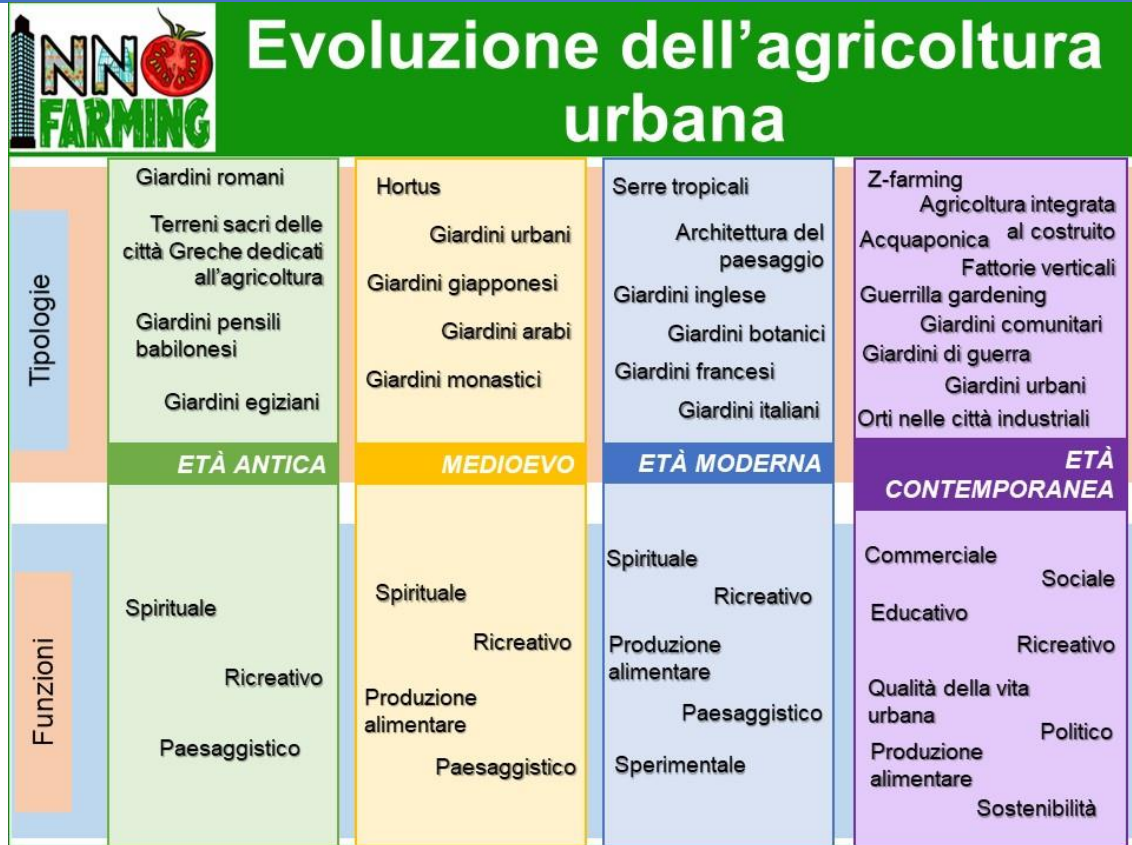 INN
FARMING
Evoluzione dell’agricoltura
urbana
Tipologie
Giardini romani
Terreni sacri delle
città Greche dedicati
all’agricoltura
Giardini pensili
babilonesi
Giardini egiziani
ETÀ ANTICA
Hortus
Giardini urbani
Giardini giapponesi
Giardini arabi
Giardini monastici
MEDIOEVO
Serre tropicali
Architettura del
paesaggio
Giardini inglese
Giardini botanici
Giardini francesi
Giardini italiani
ETÀ MODERNA
Z-farming
Agricoltura integrata
al costruito
Acquaponica
Fattorie verticali
Guerrilla gardening
Giardini comunitari
Giardini di guerra
Giardini urbani
Orti nelle città industriali
ETÀ
CONTEMPORANEA
Funzioni
Spirituale
Ricreativo
Paesaggistico
Spirituale
Ricreativo
Produzione
alimentare
Paesaggistico
Spirituale
Ricreativo
Produzione
alimentare
Paesaggistico
Sperimentale
Commerciale
Sociale
Educativo
Ricreativo
Qualità della vita
urbana
Politico
Produzione
alimentare
Sostenibilità